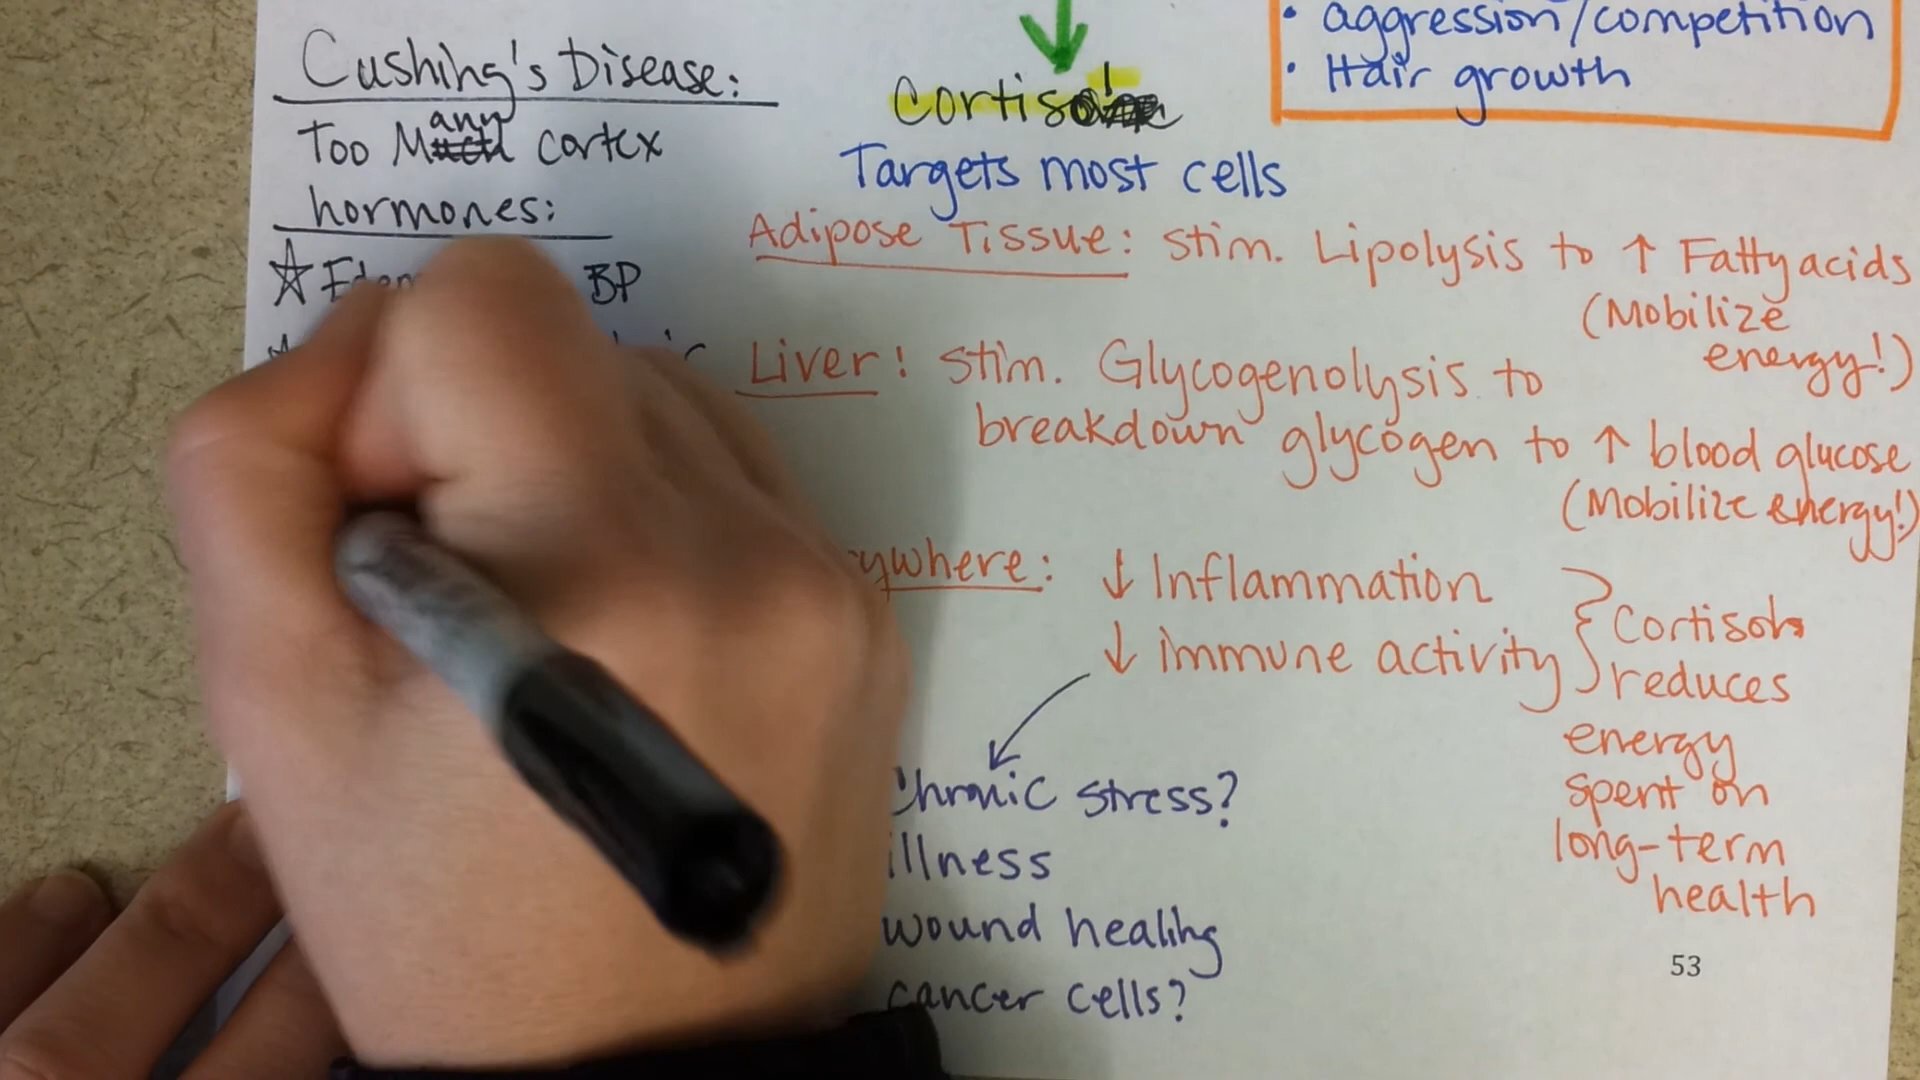 Cushing's Disease:
Too Many cortex
hormones:
BP
Cortisol
Targets most cells
Adipose Tissue: stim. Lipolysis to ↑ Fatty acids
(Mobilize
energy!)
Liver: stim. Glycogenolysis to
breakdown glycogen to ↑ blood glucose
(Mobilize energy!)
ywhere: ↓ Inflammation
↓ immune activity
Cortisol
reduces
energy
spent on
long-term
health
Chronic stress?
illness
wound healing
cancer cells?
• aggression/competition
• Hair growth
53